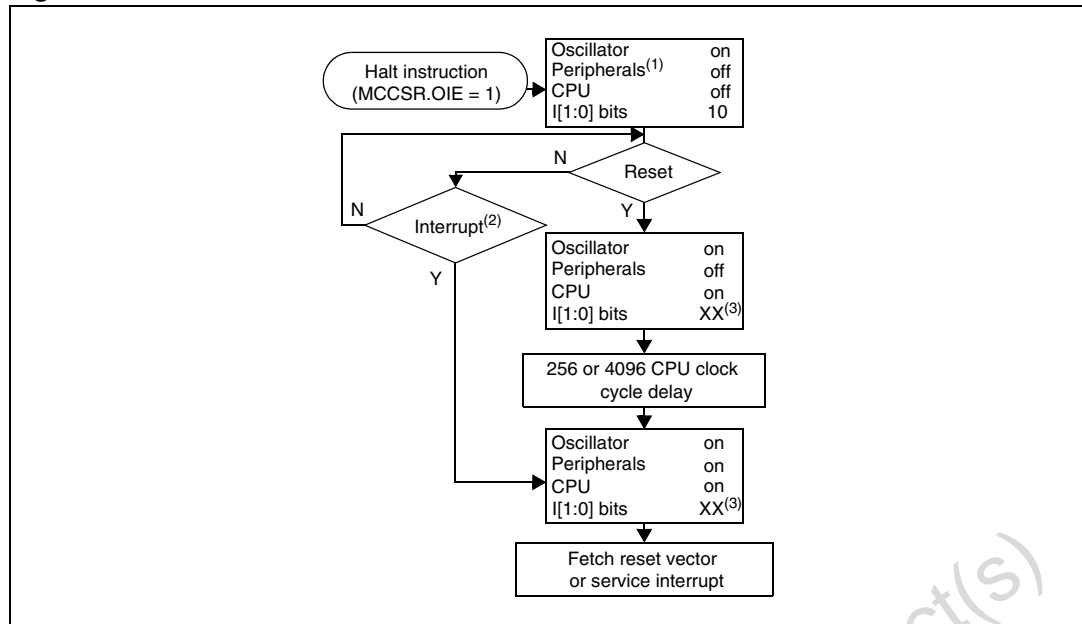 Halt instruction
(MCCSR.OIE = 1)
Oscillator on
Peripherals(1) off
CPU off
I[1:0] bits 10
N
Reset
Y
N
Interrupt(2)
Y
Oscillator on
Peripherals off
CPU on
I[1:0] bits XX(3)
256 or 4096 CPU clock
cycle delay
Oscillator on
Peripherals on
CPU on
I[1:0] bits XX(3)
Fetch reset vector
or service interrupt
ct(s)